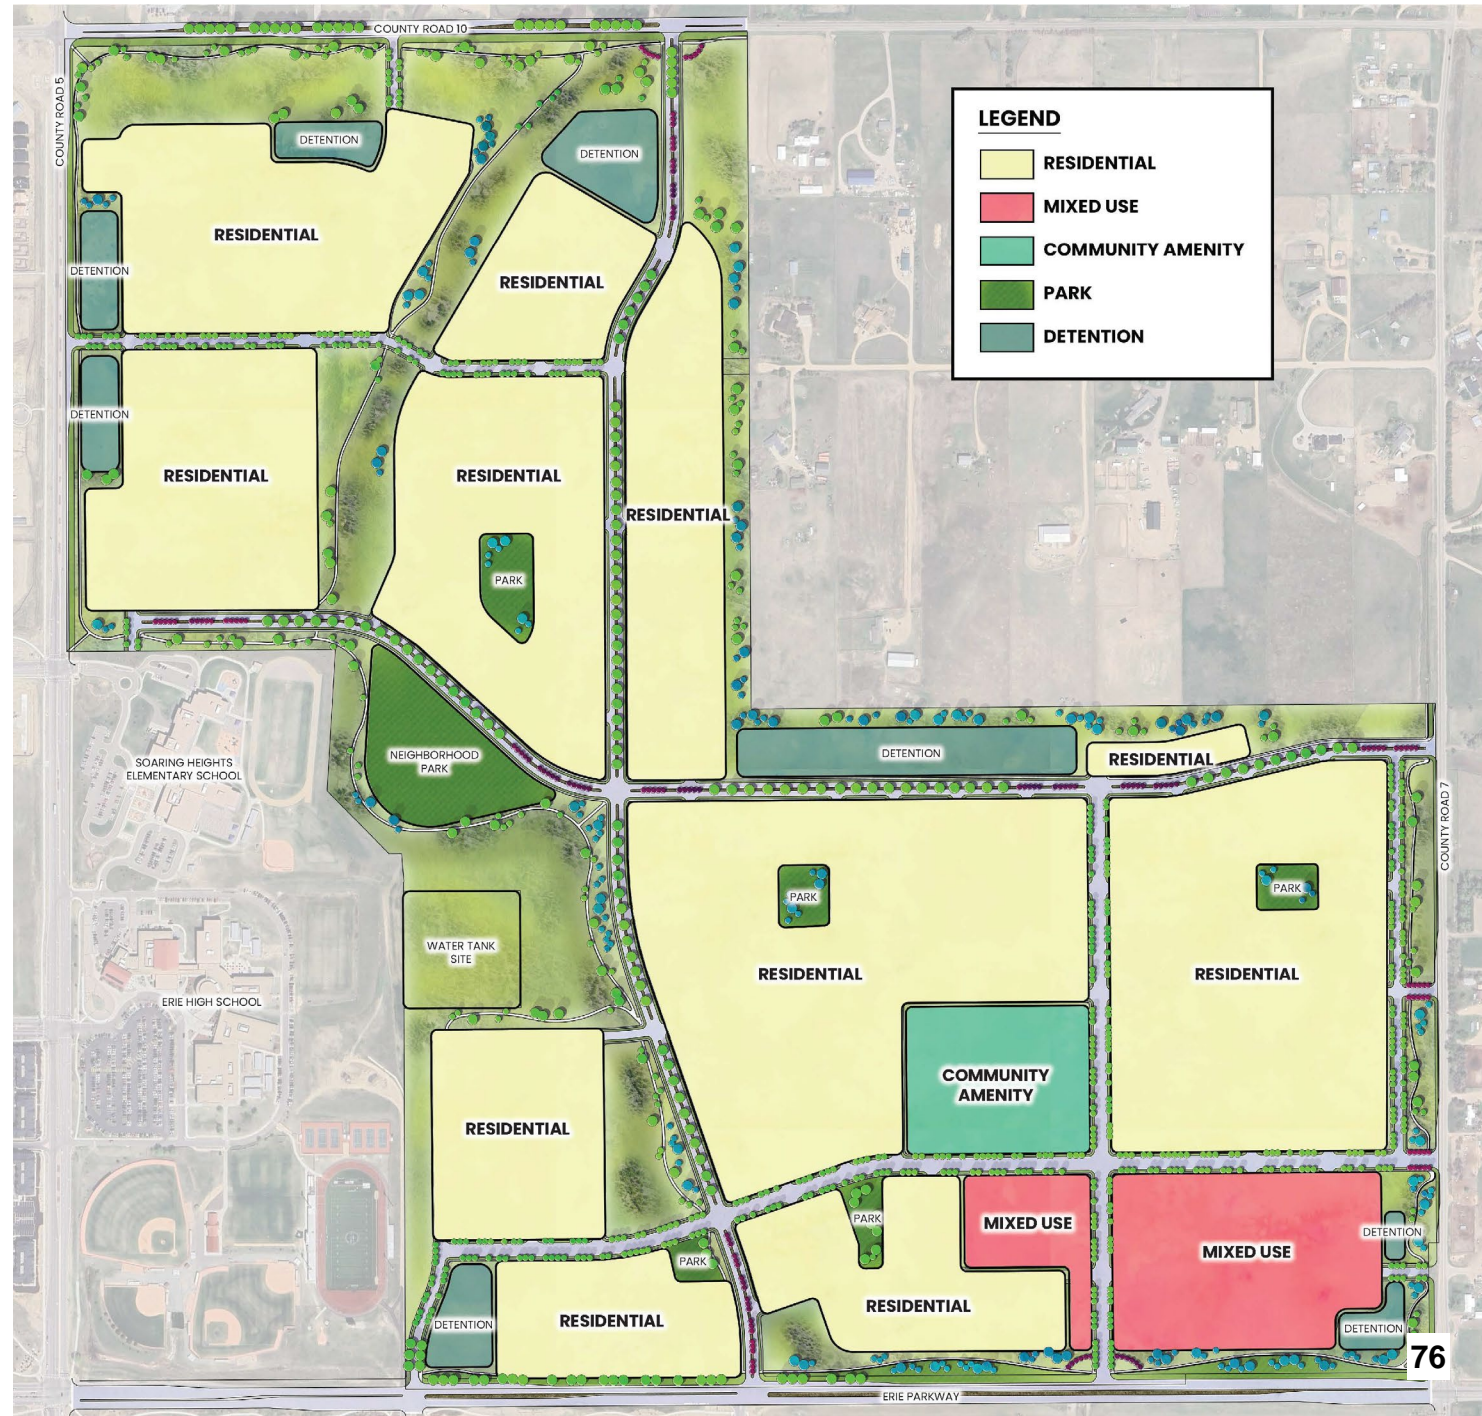 COUNTY ROAD 10
COUNTY ROAD 5
LEGEND
RESIDENTIAL
MIXED USE
COMMUNITY AMENITY
PARK
DETENTION
DETENTION
DETENTION
RESIDENTIAL
DETENTION
RESIDENTIAL
DETENTION
RESIDENTIAL
RESIDENTIAL
RESIDENTIAL
PARK
NEIGHBORHOOD
PARK
SOARING HEIGHTS
ELEMENTARY SCHOOL
DETENTION
RESIDENTIAL
COUNTY ROAD 7
PARK
PARK
WATER TANK
SITE
RESIDENTIAL
RESIDENTIAL
ERIE HIGH SCHOOL
COMMUNITY
AMENITY
RESIDENTIAL
PARK
MIXED USE
MIXED USE
DETENTION
PARK
RESIDENTIAL
RESIDENTIAL
DETENTION
DETENTION
76
ERIE PARKWAY